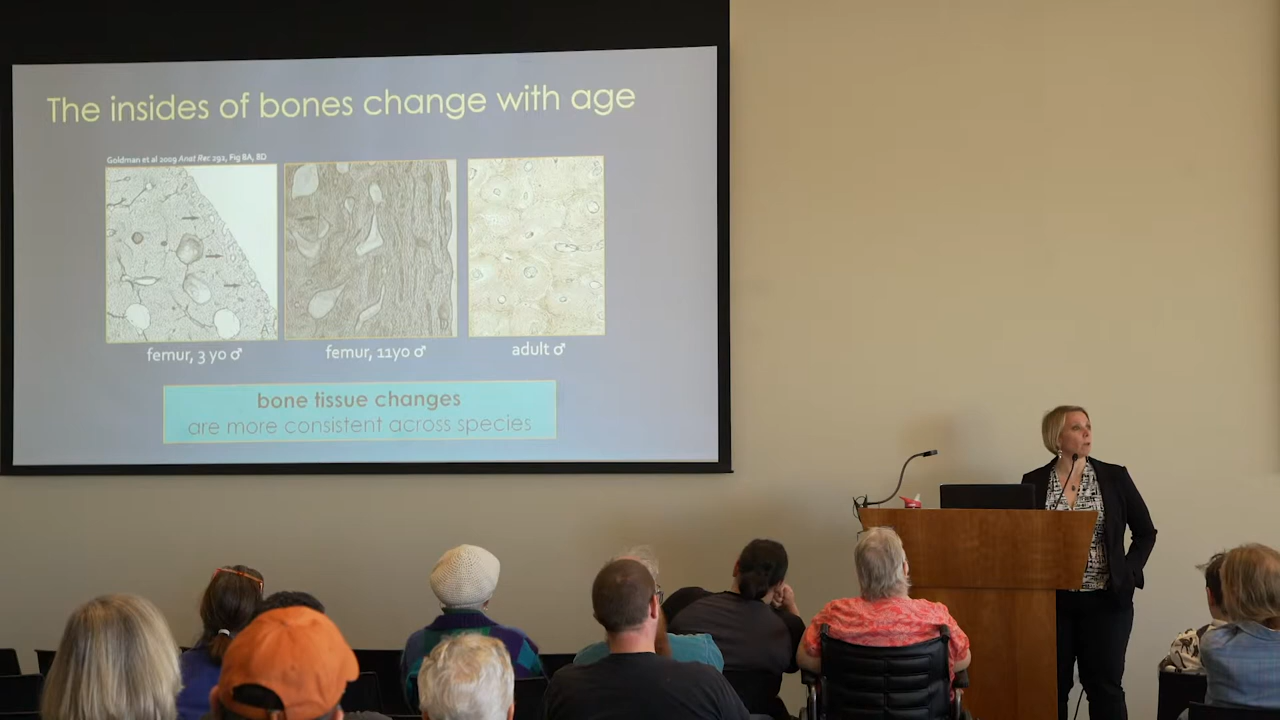 The insides of bones change with age
Goldman et al 2009 Anat Rec 292, Fig 8A, 8D
femur, 3 yo ♂
femur, 11yo ♂
adult ♂
bone tissue changes
are more consistent across species